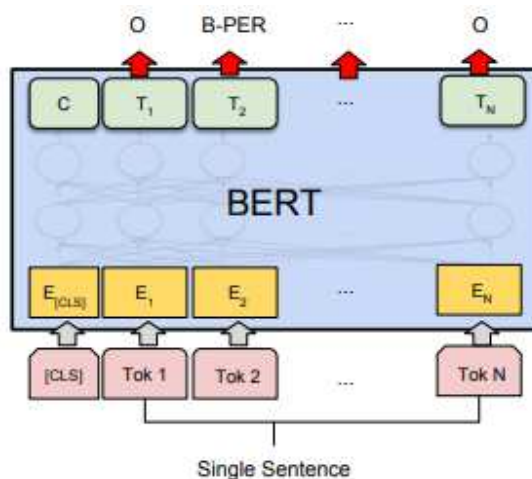 O B-PER ... O
C T1 T2 ... TN
BERT
E[CLS] E1 E2 ... EN
[CLS] Tok 1 Tok 2 ... Tok N
Single Sentence